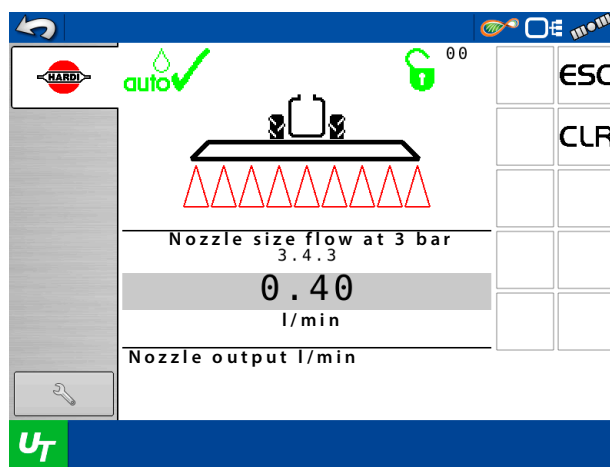 00
ESC
HARDI
auto
CLR
Nozzle size flow at 3 bar
3.4.3
0.40
l/min
Nozzle output l/min
UT